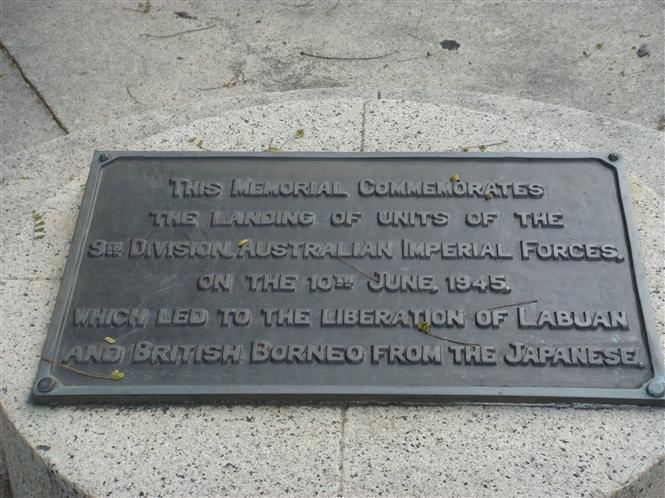 This Memorial Commemorates
the landing of units of the
9th Division, Australian Imperial Forces,
on the 10th June, 1945,
which led to the liberation of Labuan
and British Borneo from the Japanese.